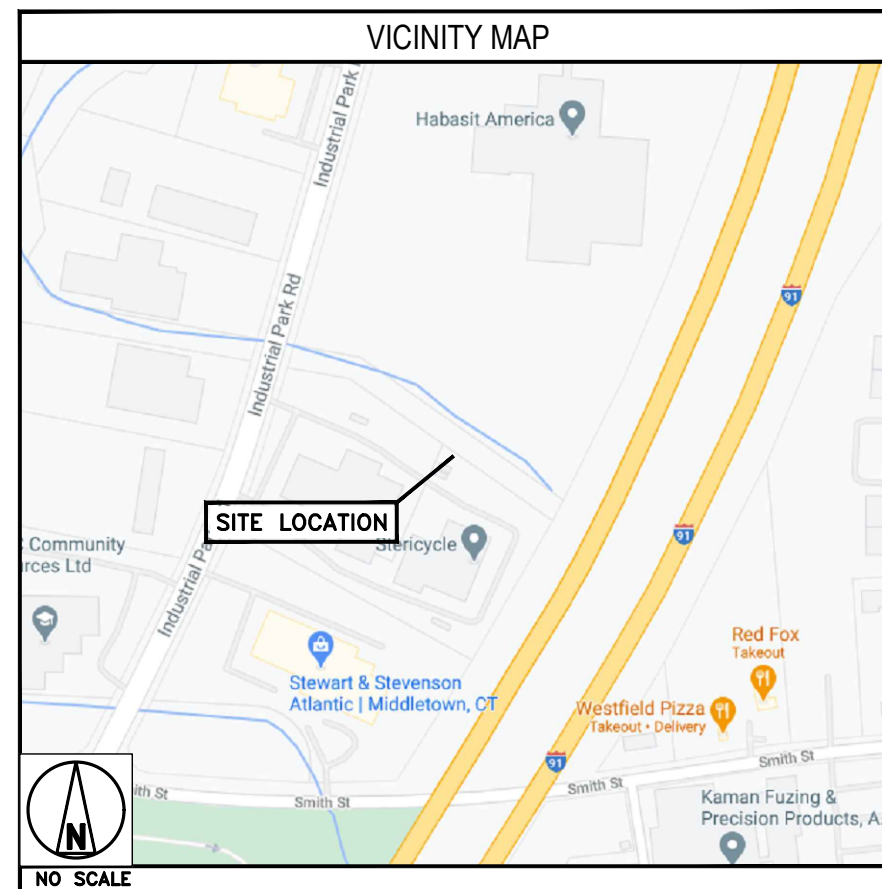 VICINITY MAP
Industrial Park
Habasit America
91
Industrial Park Rd
SITE LOCATION
Stericycle
91
Community
Ltd
Industrial
Red Fox
Takeout
Stewart & Stevenson
Atlantic | Middletown, CT
Westfield Pizza
Takeout • Delivery
91
Smith St
Smith St
Smith St
ith St
Kaman Fuzing &
Precision Products, A
N
NO SCALE